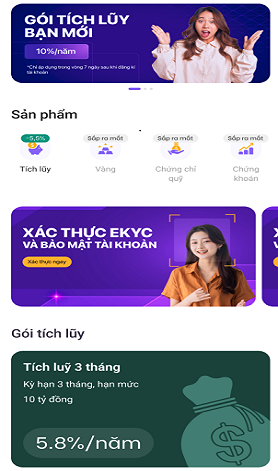 GÓI TÍCH LŨY
BẠN MỚI
10%/năm
*Chỉ áp dụng trong vòng 7 ngày sau khi đăng kí
tài khoản
Sản phẩm
~5,5%
Sắp ra mắt
Sắp ra mắt
Sắp ra mắt
Tích lũy
Vàng
Chứng chỉ
quỹ
Chứng
khoán
XÁC THỰC EKYC
VÀ BẢO MẬT TÀI KHOẢN
Xác thực ngay
Gói tích lũy
Tích luỹ 3 tháng
Kỳ hạn 3 tháng, hạn mức
10 tỷ đồng
5.8%/năm